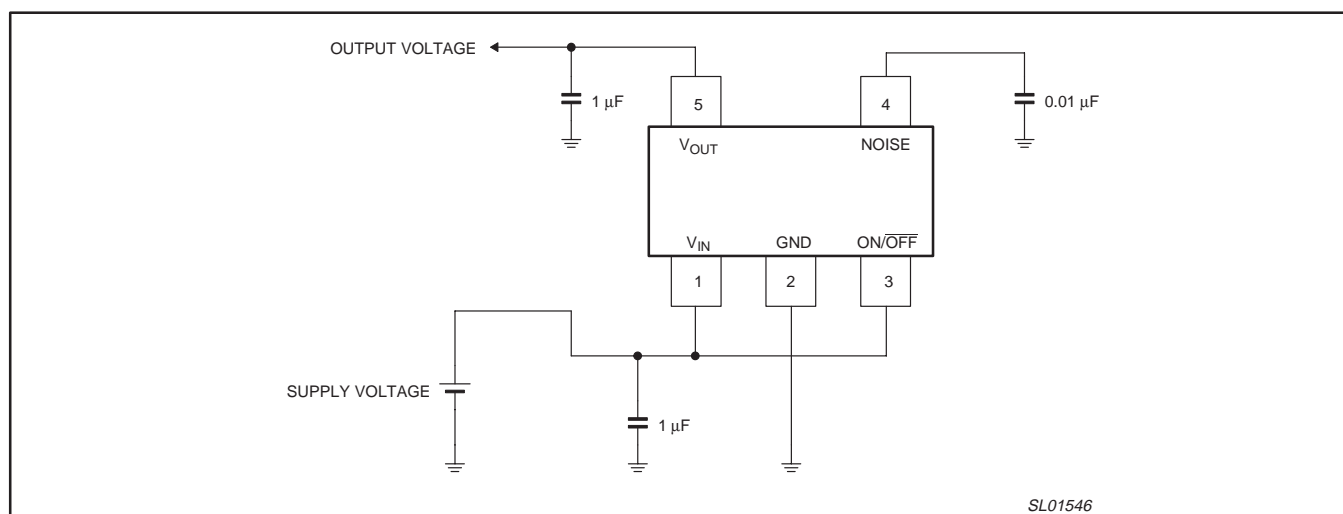 OUTPUT VOLTAGE
1 μF
5
4
0.01 μF
VOUT
NOISE
VIN
GND
ON/OFF
1
2
3
SUPPLY VOLTAGE
1 μF
SL01546